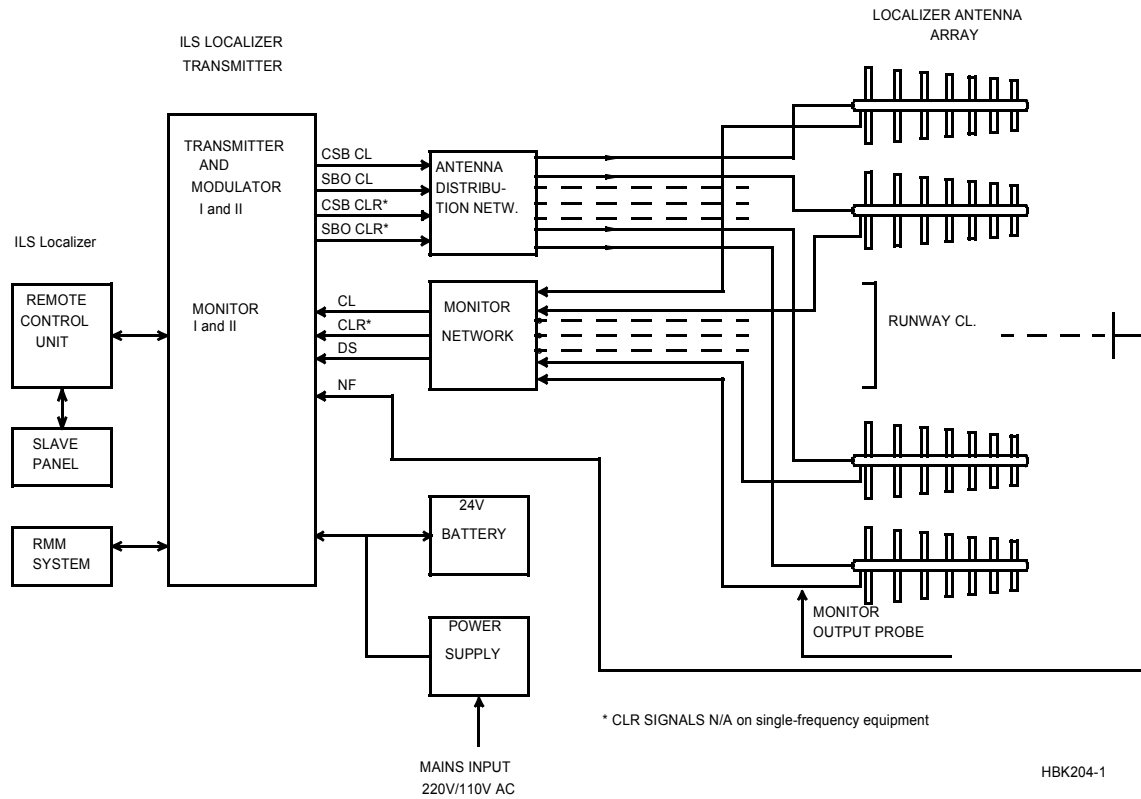 LOCALIZER ANTENNA
ARRAY
ILS LOCALIZER
TRANSMITTER
TRANSMITTER
AND
MODULATOR
I and II
CSB CL
SBO CL
CSB CLR*
SBO CLR*
ANTENNA
DISTRIBU-
TION NETW.
ILS Localizer
REMOTE
CONTROL
UNIT
MONITOR
I and II
CL
CLR*
DS
NF
MONITOR
NETWORK
RUNWAY CL.
SLAVE
PANEL
RMM
SYSTEM
24V
BATTERY
POWER
SUPPLY
MONITOR
OUTPUT PROBE
* CLR SIGNALS N/A on single-frequency equipment
MAINS INPUT
220V/110V AC
HBK204-1